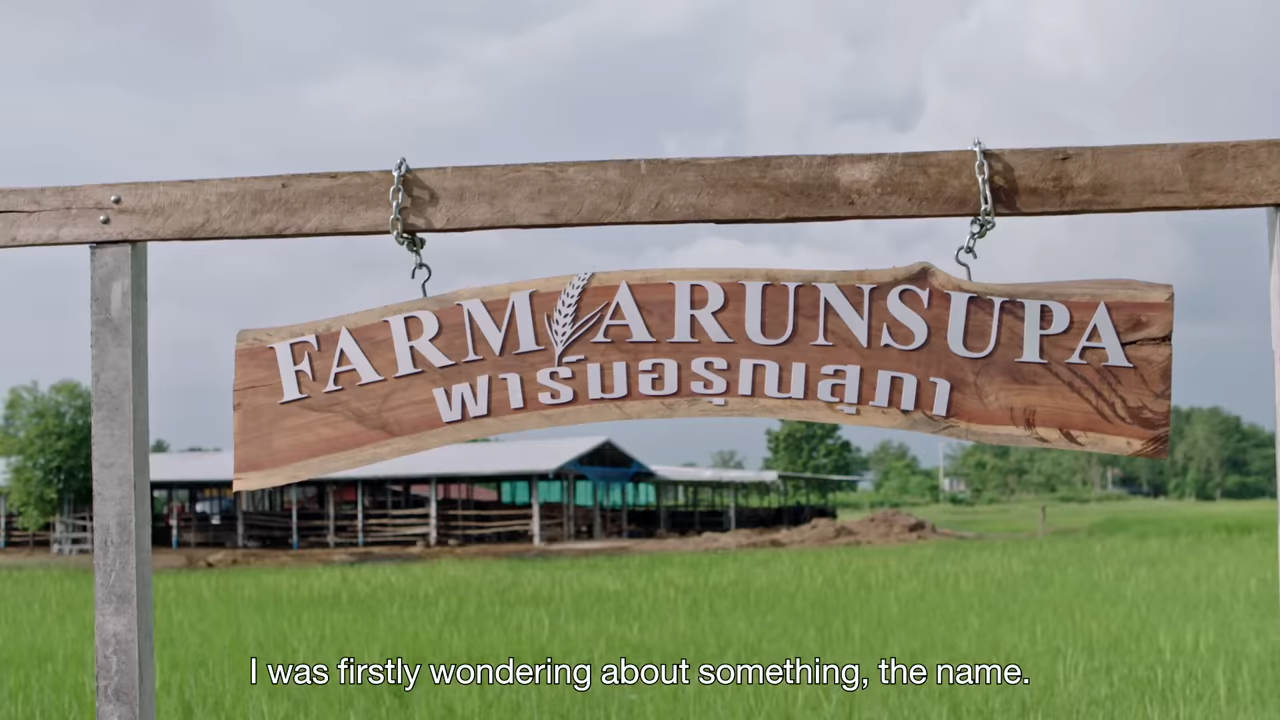 FARM ARUNSUPA
ฟาร์มอรุณสุภา
I was firstly wondering about something, the name.